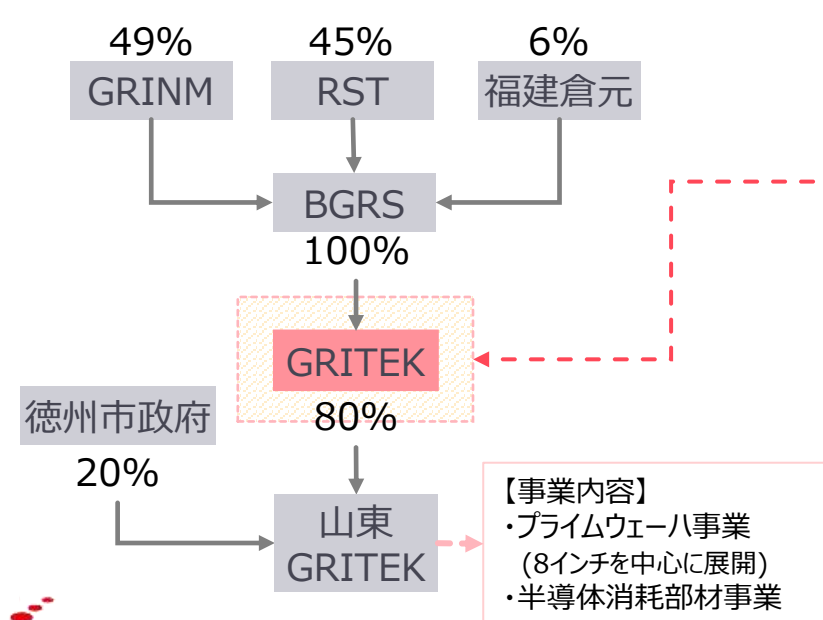 49%
45%
6%
GRINM
RST
福建倉元
BGRS
100%
GRITEK
80%
徳州市政府
20%
山東
GRITEK
【事業内容】
・プライムウェーハ事業
(8インチを中心に展開)
・半導体消耗部材事業